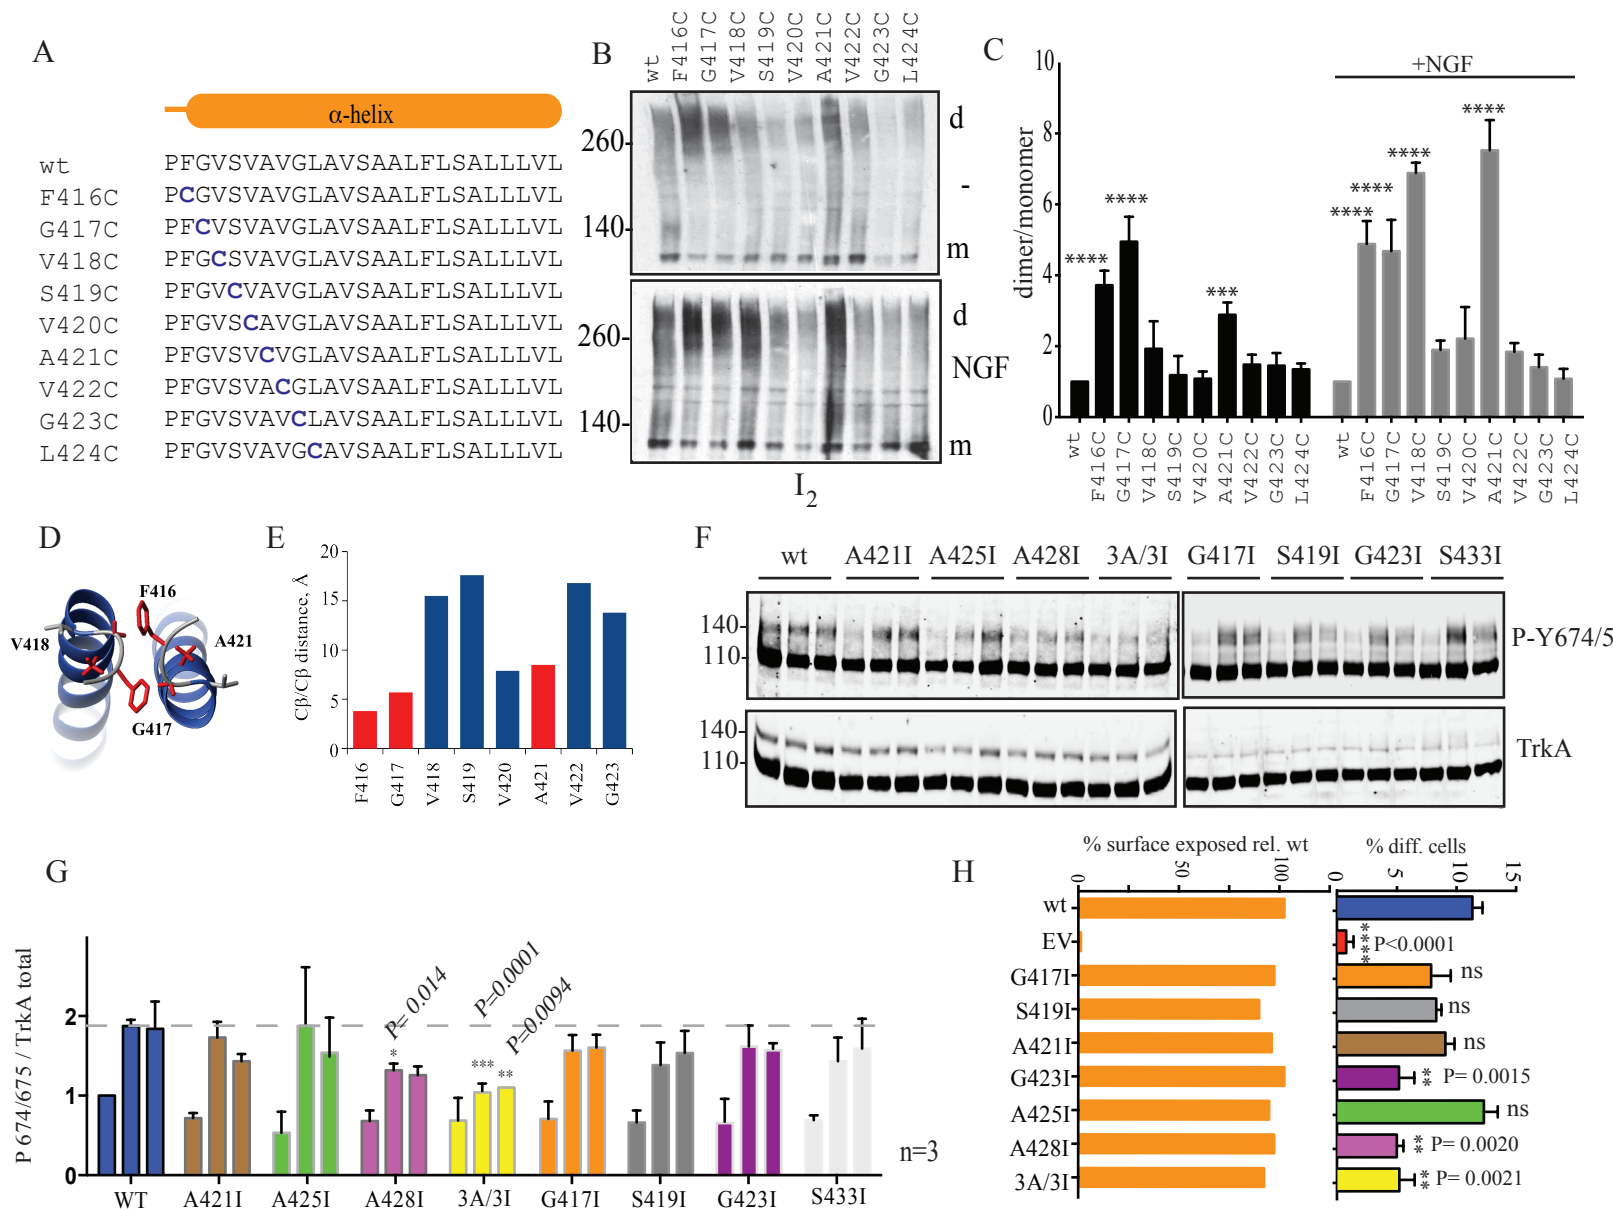 A
α-helix
wt PFGVSVAVGLAVSAALFLSALLLVL
F416C PCGVSVAVGLAVSAALFLSALLLVL
G417C PFCVSVAVGLAVSAALFLSALLLVL
V418C PFGCSVAVGLAVSAALFLSALLLVL
S419C PFGVCVAVGLAVSAALFLSALLLVL
V420C PFGVSCAVGLAVSAALFLSALLLVL
A421C PFGVSVCVGLAVSAALFLSALLLVL
V422C PFGVSVACGLAVSAALFLSALLLVL
G423C PFGVSVAVCLAVSAALFLSALLLVL
L424C PFGVSVAVGCAVSAALFLSALLLVL
B
wt F416C G417C V418C S419C V420C A421C V422C G423C L424C
260-
140-
d
-
m
260-
140-
d
NGF
m
I2
C
+NGF
dimer/monomer
10
8
6
4
2
0
**** **** *** **** **** **** ****
wt F416C G417C V418C S419C V420C A421C V422C G423C L424C
wt F416C G417C V418C S419C V420C A421C V422C G423C L424C
D
F416
V418
A421
G417
E
Cβ/Cβ distance, Å
20
15
10
5
0
F416 G417 V418 S419 V420 A421 V422 G423
F
wt A421I A425I A428I 3A/3I G417I S419I G423I S433I
140-
110-
P-Y674/5
140-
110-
TrkA
G
P 674/675 / TrkA total
2
1
0
P= 0.014
P=0.0001
P=0.0094
* *** **
WT A421I A425I A428I 3A/3I G417I S419I G423I S433I
n=3
H
% surface exposed rel. wt
0 50 100
% diff. cells
0 5 10 15
wt
EV **** P<0.0001
G417I ns
S419I ns
A421I ns
G423I ** P= 0.0015
A425I ns
A428I ** P= 0.0020
3A/3I ** P= 0.0021